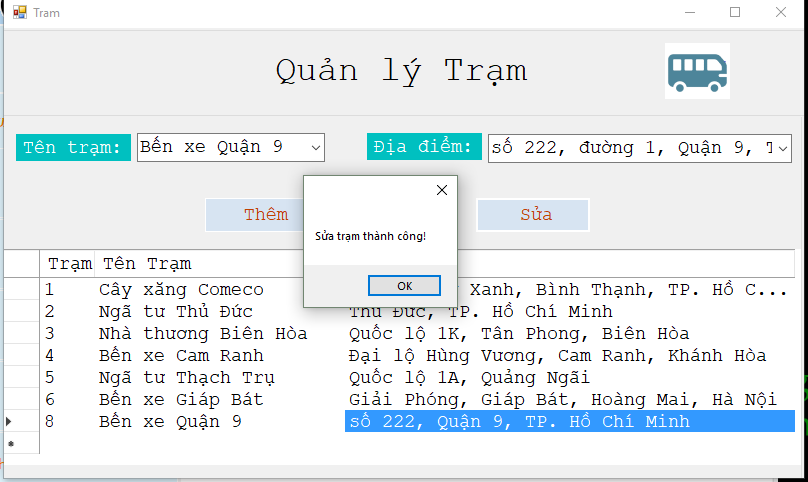 Tram
Quản lý Trạm
Tên trạm: Bến xe Quận 9 Địa điểm: số 222, đường 1, Quận 9, T
Thêm Sửa
Sửa trạm thành công!
OK
Trạm Tên Trạm
1 Cây xăng Comeco Xanh, Bình Thạnh, TP. Hồ C...
2 Ngã tư Thủ Đức Thủ Đức, TP. Hồ Chí Minh
3 Nhà thương Biên Hòa Quốc lộ 1K, Tân Phong, Biên Hòa
4 Bến xe Cam Ranh Đại lộ Hùng Vương, Cam Ranh, Khánh Hòa
5 Ngã tư Thạch Trụ Quốc lộ 1A, Quảng Ngãi
6 Bến xe Giáp Bát Giải Phóng, Giáp Bát, Hoàng Mai, Hà Nội
8 Bến xe Quận 9 số 222, Quận 9, TP. Hồ Chí Minh